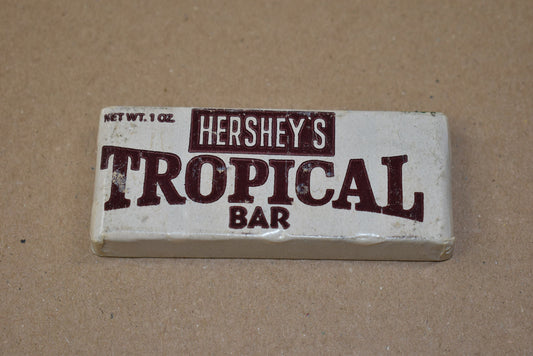 NET WT. 1 OZ.
HERSHEY'S
TROPICAL
BAR